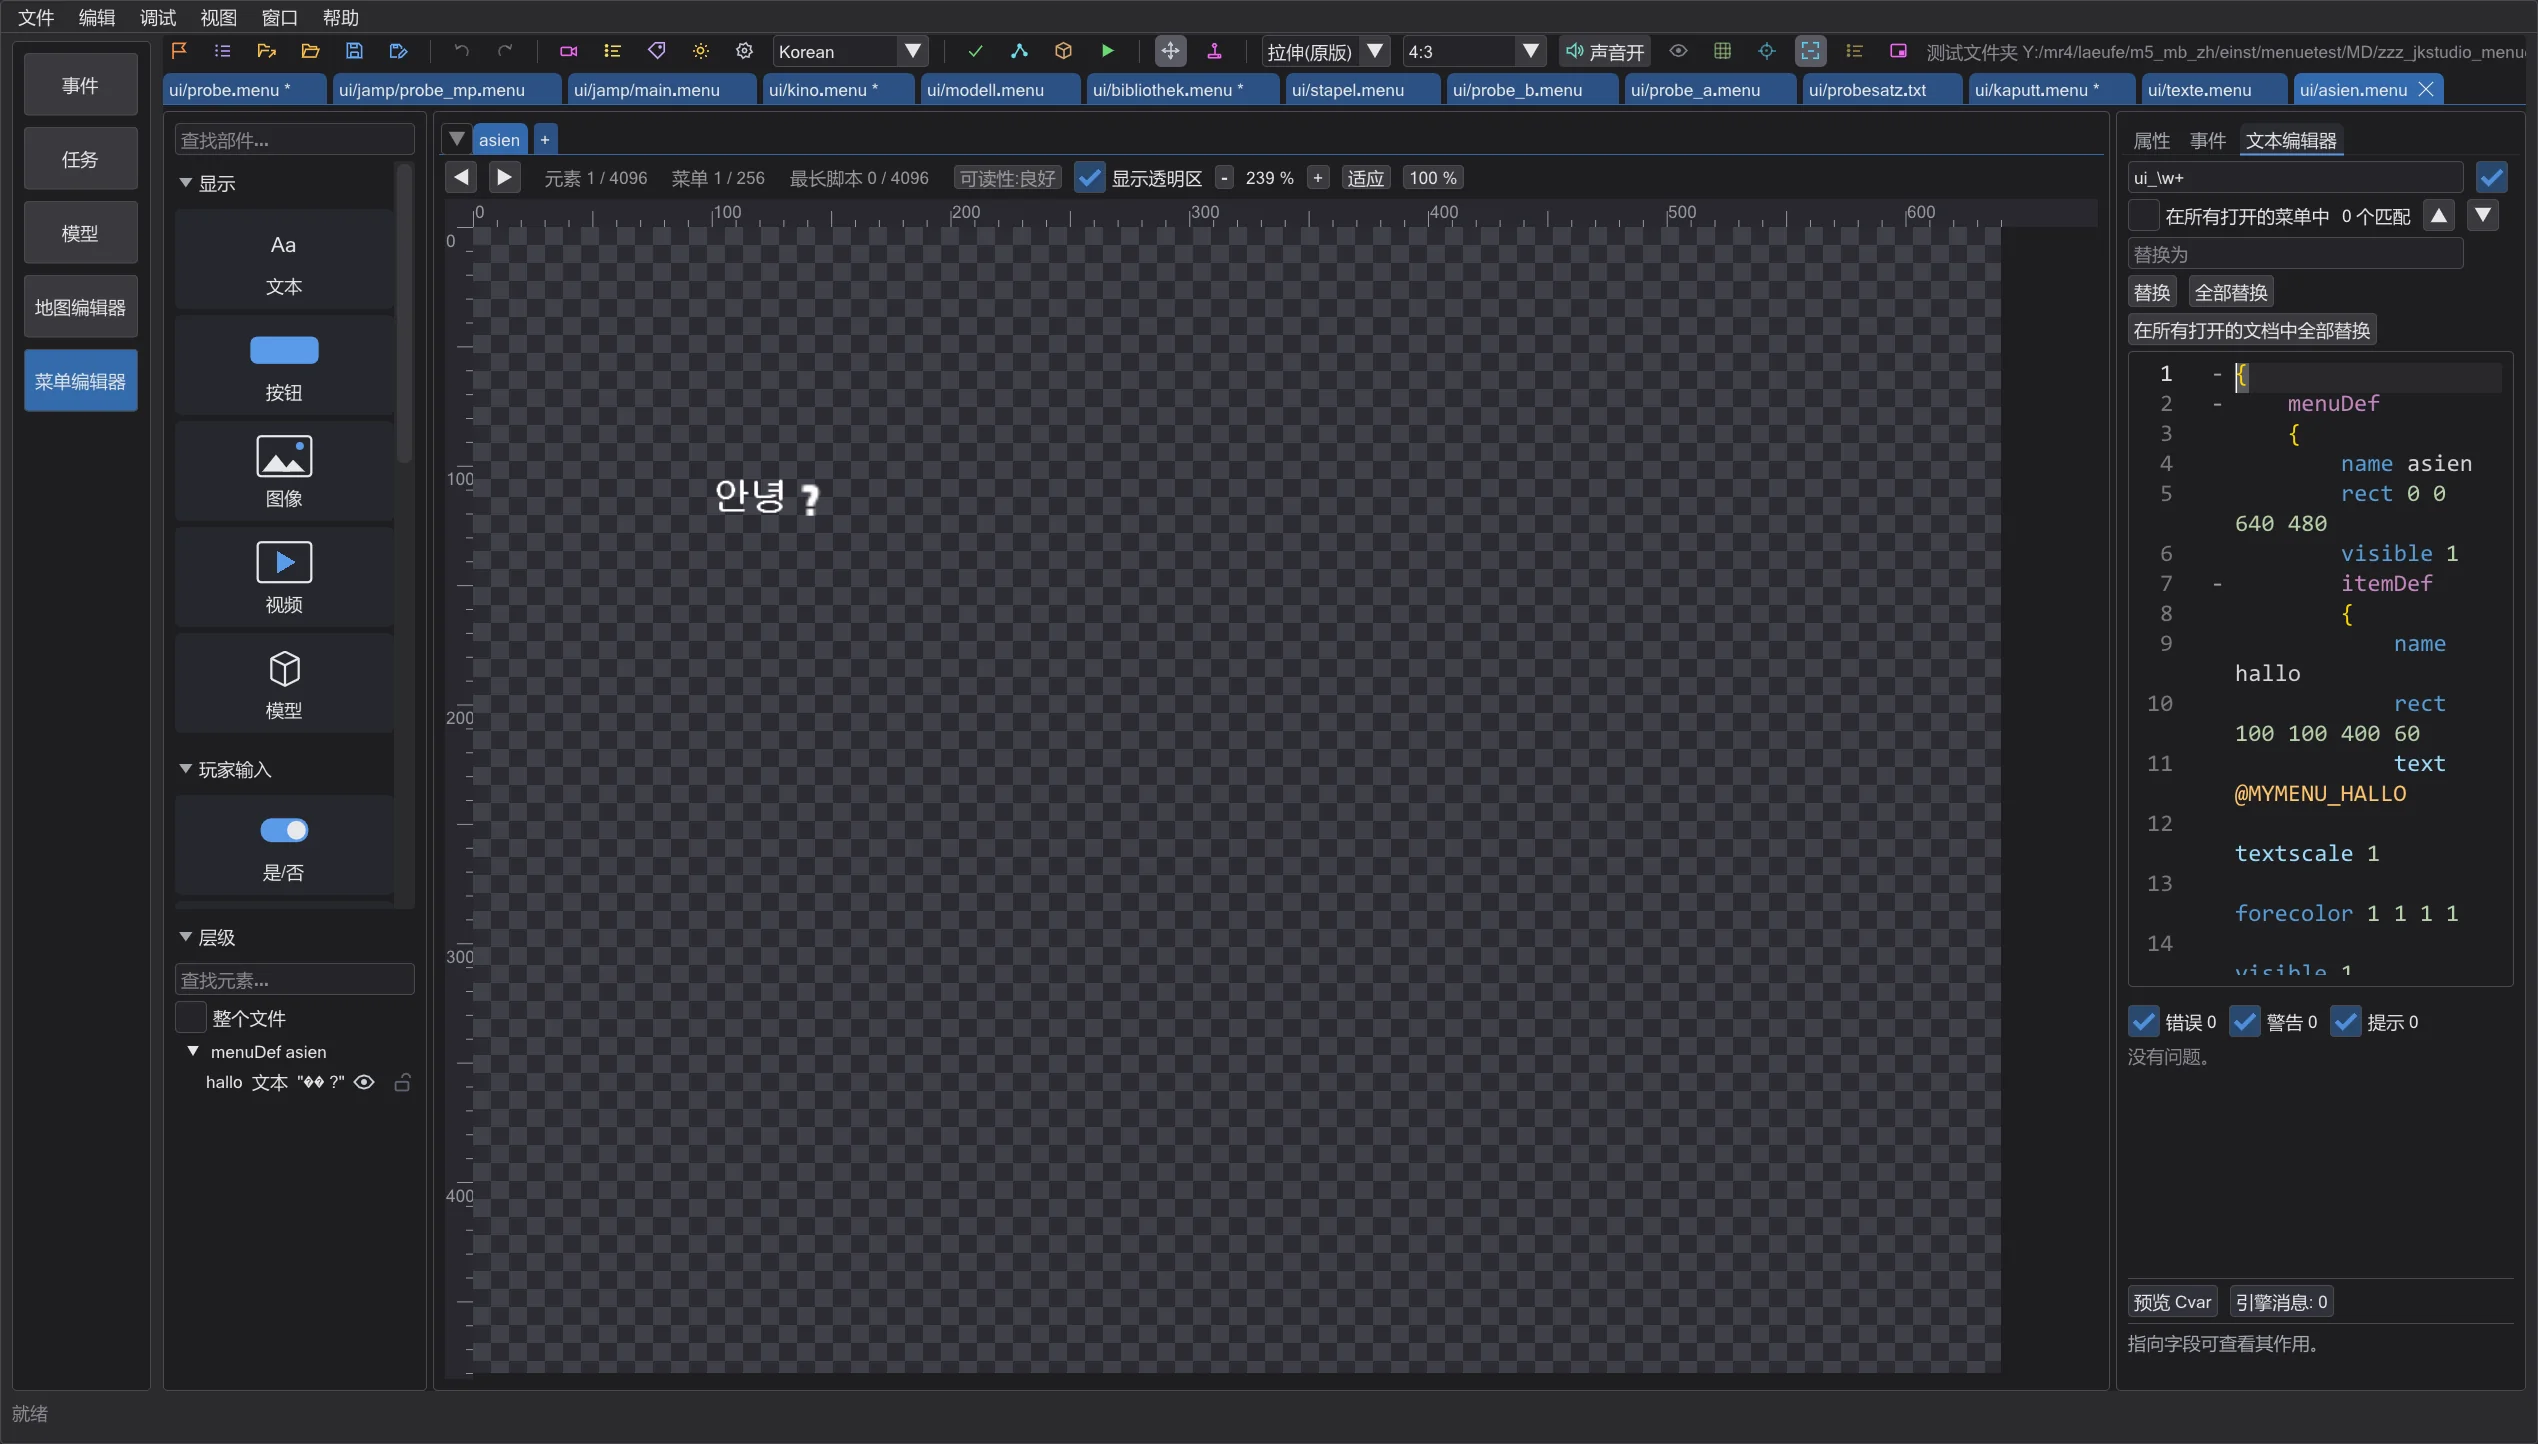 文件 编辑 调试 视图 窗口 帮助
Korean 拉伸(原版) 4:3 声音开 测试文件夹 Y:/mr4/laeufe/m5_mb_zh/einst/menuetest/MD/zzz_jkstudio_menu
ui/probe.menu * ui/jamp/probe_mp.menu ui/jamp/main.menu ui/kino.menu * ui/modell.menu ui/bibliothek.menu * ui/stapel.menu ui/probe_b.menu ui/probe_a.menu ui/probesatz.txt ui/kaputt.menu * ui/texte.menu ui/asien.menu
事件
任务
模型
地图编辑器
菜单编辑器
查找部件...
显示
Aa
文本
按钮
图像
视频
模型
玩家输入
是/否
层级
查找元素...
整个文件
menuDef asien
hallo 文本 "�� ?"
asien +
元素 1 / 4096 菜单 1 / 256 最长脚本 0 / 4096 可读性:良好 显示透明区 - 239 % + 适应 100 %
0 100 200 300 400 500 600
0
100
200
300
400
안녕 ?
属性 事件 文本编辑器
ui_\w+
在所有打开的菜单中 0 个匹配
替换为
替换 全部替换
在所有打开的文档中全部替换
1 - {
2 - menuDef
3 {
4 name asien
5 rect 0 0
640 480
6 visible 1
7 - itemDef
8 {
9 name
hallo
10 rect
100 100 400 60
11 text
@MYMENU_HALLO
12
textscale 1
13
forecolor 1 1 1 1
14
visible 1
错误 0 警告 0 提示 0
没有问题。
预览 Cvar 引擎消息: 0
指向字段可查看其作用。
就绪